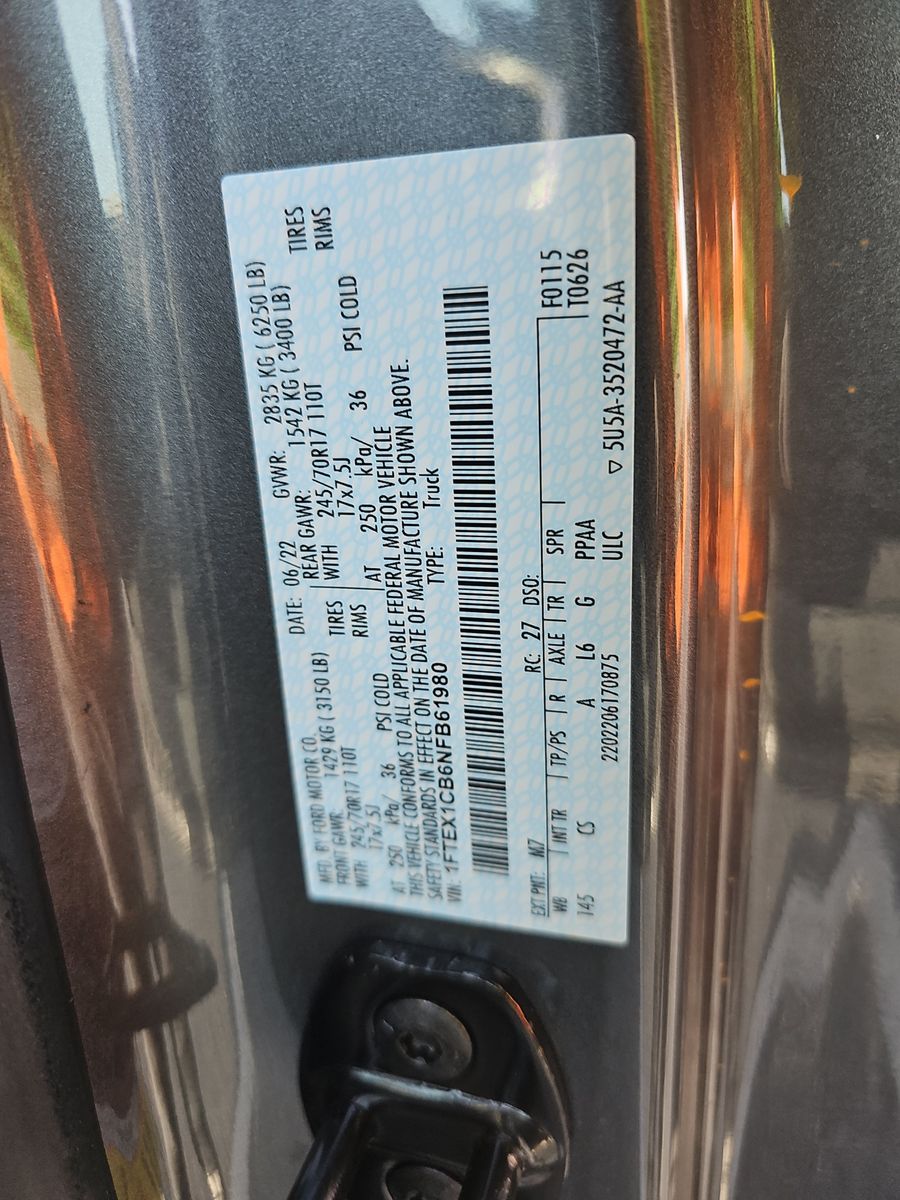 MFD. BY FORD MOTOR CO.
DATE: 06/22 GVWR: 2835 KG ( 6250 LB)
FRONT GAWR: 1429 KG ( 3150 LB) REAR GAWR: 1542 KG ( 3400 LB)
WITH 245/70R17 110T TIRES WITH 245/70R17 110T TIRES
17x7.5J RIMS 17x7.5J RIMS
AT 250 kPa/ 36 PSI COLD AT 250 kPa/ 36 PSI COLD
THIS VEHICLE CONFORMS TO ALL APPLICABLE FEDERAL MOTOR VEHICLE
SAFETY STANDARDS IN EFFECT ON THE DATE OF MANUFACTURE SHOWN ABOVE.
VIN: 1FTEX1CB6NFB61980 TYPE: Truck
EXT PNT: M7 RC: 27 DSO: F0115
WB INT TR TP/PS R AXLE TR SPR T0626
145 CS A L6 G PPAA
2202206170875 ULC ▽ 5U5A-3520472-AA